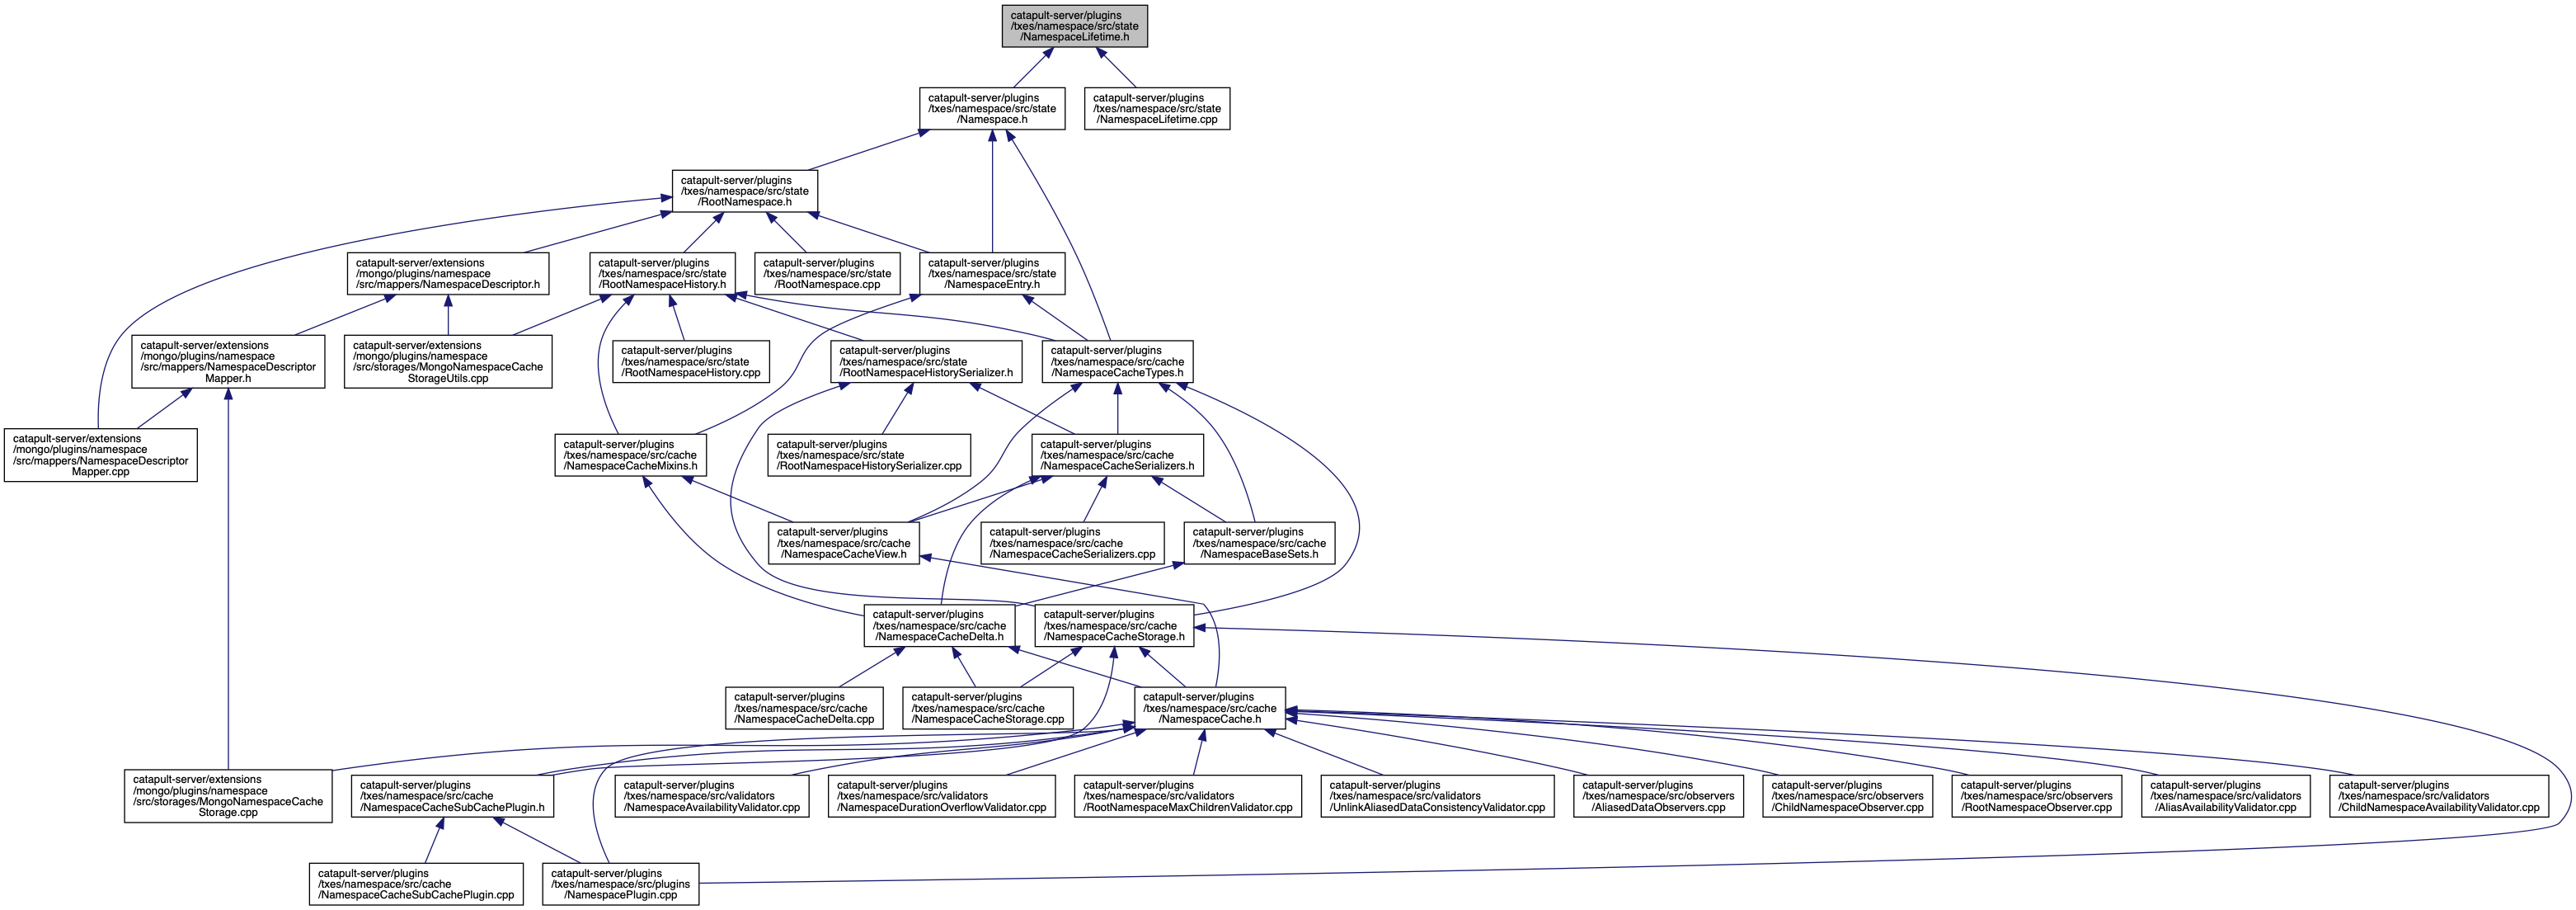 catapult-server/plugins
/txes/namespace/src/state
/NamespaceLifetime.h
catapult-server/plugins
/txes/namespace/src/state
/Namespace.h
catapult-server/plugins
/txes/namespace/src/state
/NamespaceLifetime.cpp
catapult-server/plugins
/txes/namespace/src/state
/RootNamespace.h
catapult-server/extensions
/mongo/plugins/namespace
/src/mappers/NamespaceDescriptor.h
catapult-server/plugins
/txes/namespace/src/state
/RootNamespaceHistory.h
catapult-server/plugins
/txes/namespace/src/state
/RootNamespace.cpp
catapult-server/plugins
/txes/namespace/src/state
/NamespaceEntry.h
catapult-server/extensions
/mongo/plugins/namespace
/src/mappers/NamespaceDescriptor
Mapper.h
catapult-server/extensions
/mongo/plugins/namespace
/src/storages/MongoNamespaceCache
StorageUtils.cpp
catapult-server/plugins
/txes/namespace/src/state
/RootNamespaceHistory.cpp
catapult-server/plugins
/txes/namespace/src/state
/RootNamespaceHistorySerializer.h
catapult-server/plugins
/txes/namespace/src/cache
/NamespaceCacheTypes.h
catapult-server/extensions
/mongo/plugins/namespace
/src/mappers/NamespaceDescriptor
Mapper.cpp
catapult-server/plugins
/txes/namespace/src/cache
/NamespaceCacheMixins.h
catapult-server/plugins
/txes/namespace/src/state
/RootNamespaceHistorySerializer.cpp
catapult-server/plugins
/txes/namespace/src/cache
/NamespaceCacheSerializers.h
catapult-server/plugins
/txes/namespace/src/cache
/NamespaceCacheView.h
catapult-server/plugins
/txes/namespace/src/cache
/NamespaceCacheSerializers.cpp
catapult-server/plugins
/txes/namespace/src/cache
/NamespaceBaseSets.h
catapult-server/plugins
/txes/namespace/src/cache
/NamespaceCacheDelta.h
catapult-server/plugins
/txes/namespace/src/cache
/NamespaceCacheStorage.h
catapult-server/plugins
/txes/namespace/src/cache
/NamespaceCacheDelta.cpp
catapult-server/plugins
/txes/namespace/src/cache
/NamespaceCacheStorage.cpp
catapult-server/plugins
/txes/namespace/src/cache
/NamespaceCache.h
catapult-server/extensions
/mongo/plugins/namespace
/src/storages/MongoNamespaceCache
Storage.cpp
catapult-server/plugins
/txes/namespace/src/cache
/NamespaceCacheSubCachePlugin.h
catapult-server/plugins
/txes/namespace/src/validators
/NamespaceAvailabilityValidator.cpp
catapult-server/plugins
/txes/namespace/src/validators
/NamespaceDurationOverflowValidator.cpp
catapult-server/plugins
/txes/namespace/src/validators
/RootNamespaceMaxChildrenValidator.cpp
catapult-server/plugins
/txes/namespace/src/validators
/UnlinkAliasedDataConsistencyValidator.cpp
catapult-server/plugins
/txes/namespace/src/observers
/AliasedDataObservers.cpp
catapult-server/plugins
/txes/namespace/src/observers
/ChildNamespaceObserver.cpp
catapult-server/plugins
/txes/namespace/src/observers
/RootNamespaceObserver.cpp
catapult-server/plugins
/txes/namespace/src/validators
/AliasAvailabilityValidator.cpp
catapult-server/plugins
/txes/namespace/src/validators
/ChildNamespaceAvailabilityValidator.cpp
catapult-server/plugins
/txes/namespace/src/cache
/NamespaceCacheSubCachePlugin.cpp
catapult-server/plugins
/txes/namespace/src/plugins
/NamespacePlugin.cpp